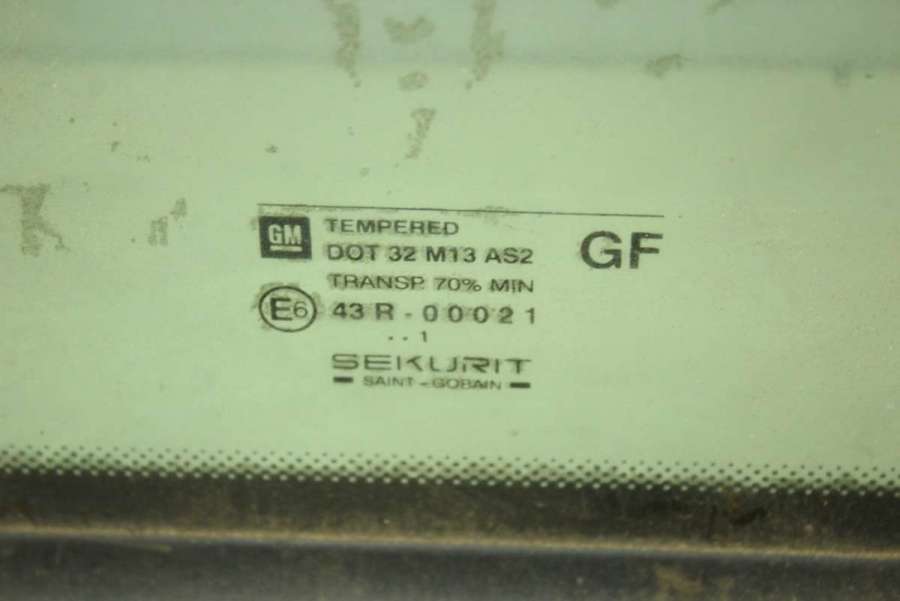 GM
TEMPERED
DOT 32 M13 AS2
GF
TRANSP. 70% MIN
E6
43 R - 00021
. . 1
SEKURIT
SAINT - GOBAIN